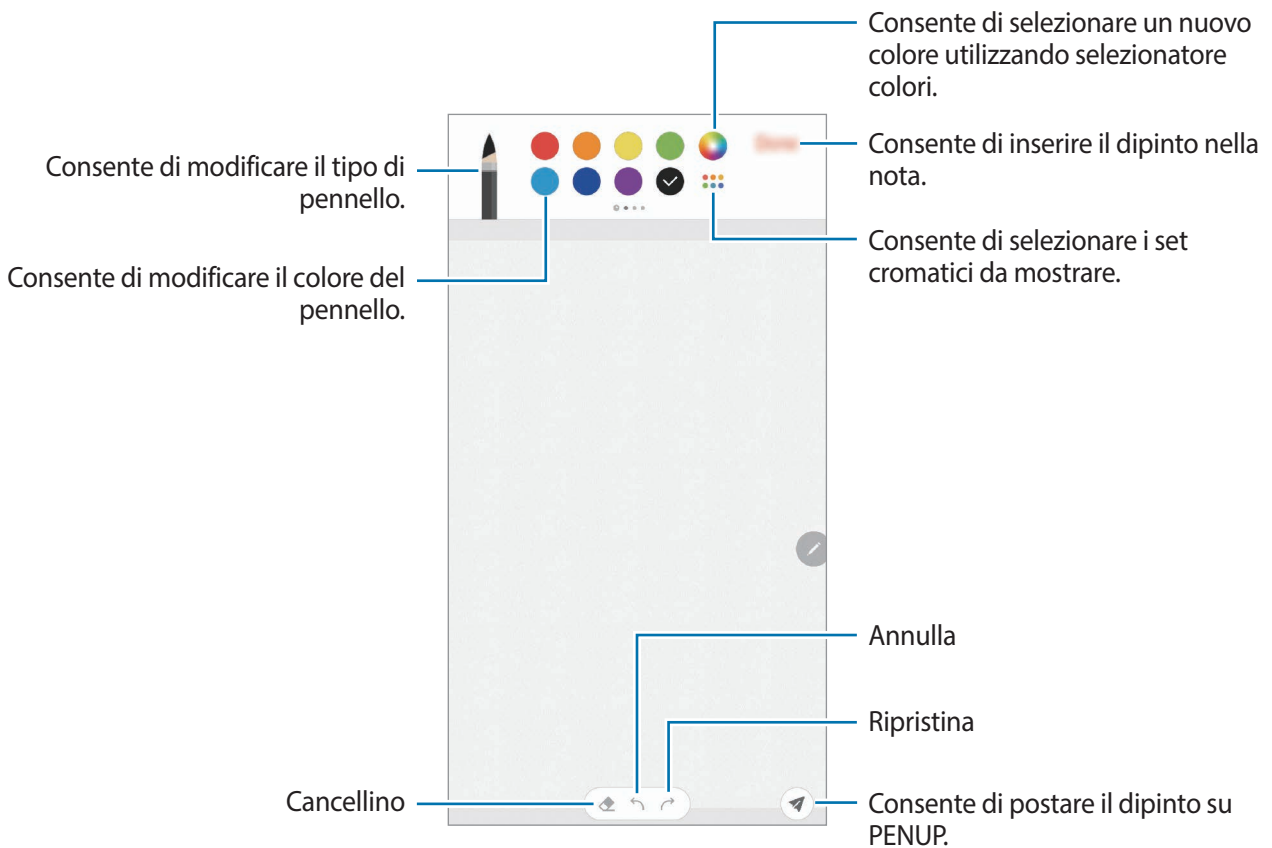 Consente di selezionare un nuovo
colore utilizzando selezionatore
colori.
Consente di inserire il dipinto nella
nota.
Consente di selezionare i set
cromatici da mostrare.
Consente di modificare il tipo di
pennello.
Consente di modificare il colore del
pennello.
Annulla
Ripristina
Cancellino
Consente di postare il dipinto su
PENUP.